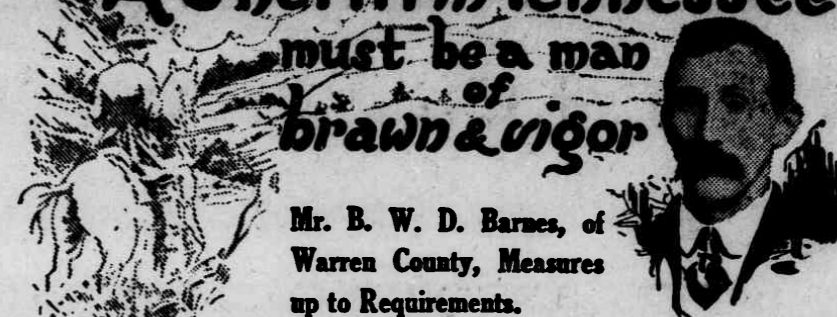 must be a man
of
brawn & vigor
Mr. B. W. D. Barnes, of
Warren County, Measures
up to Requirements.